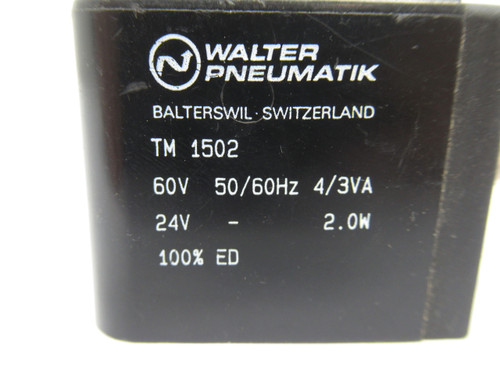 WALTER
PNEUMATIK
BALTERSWIL · SWITZERLAND
TM 1502
60V 50/60Hz 4/3VA
24V - 2.0W
100% ED